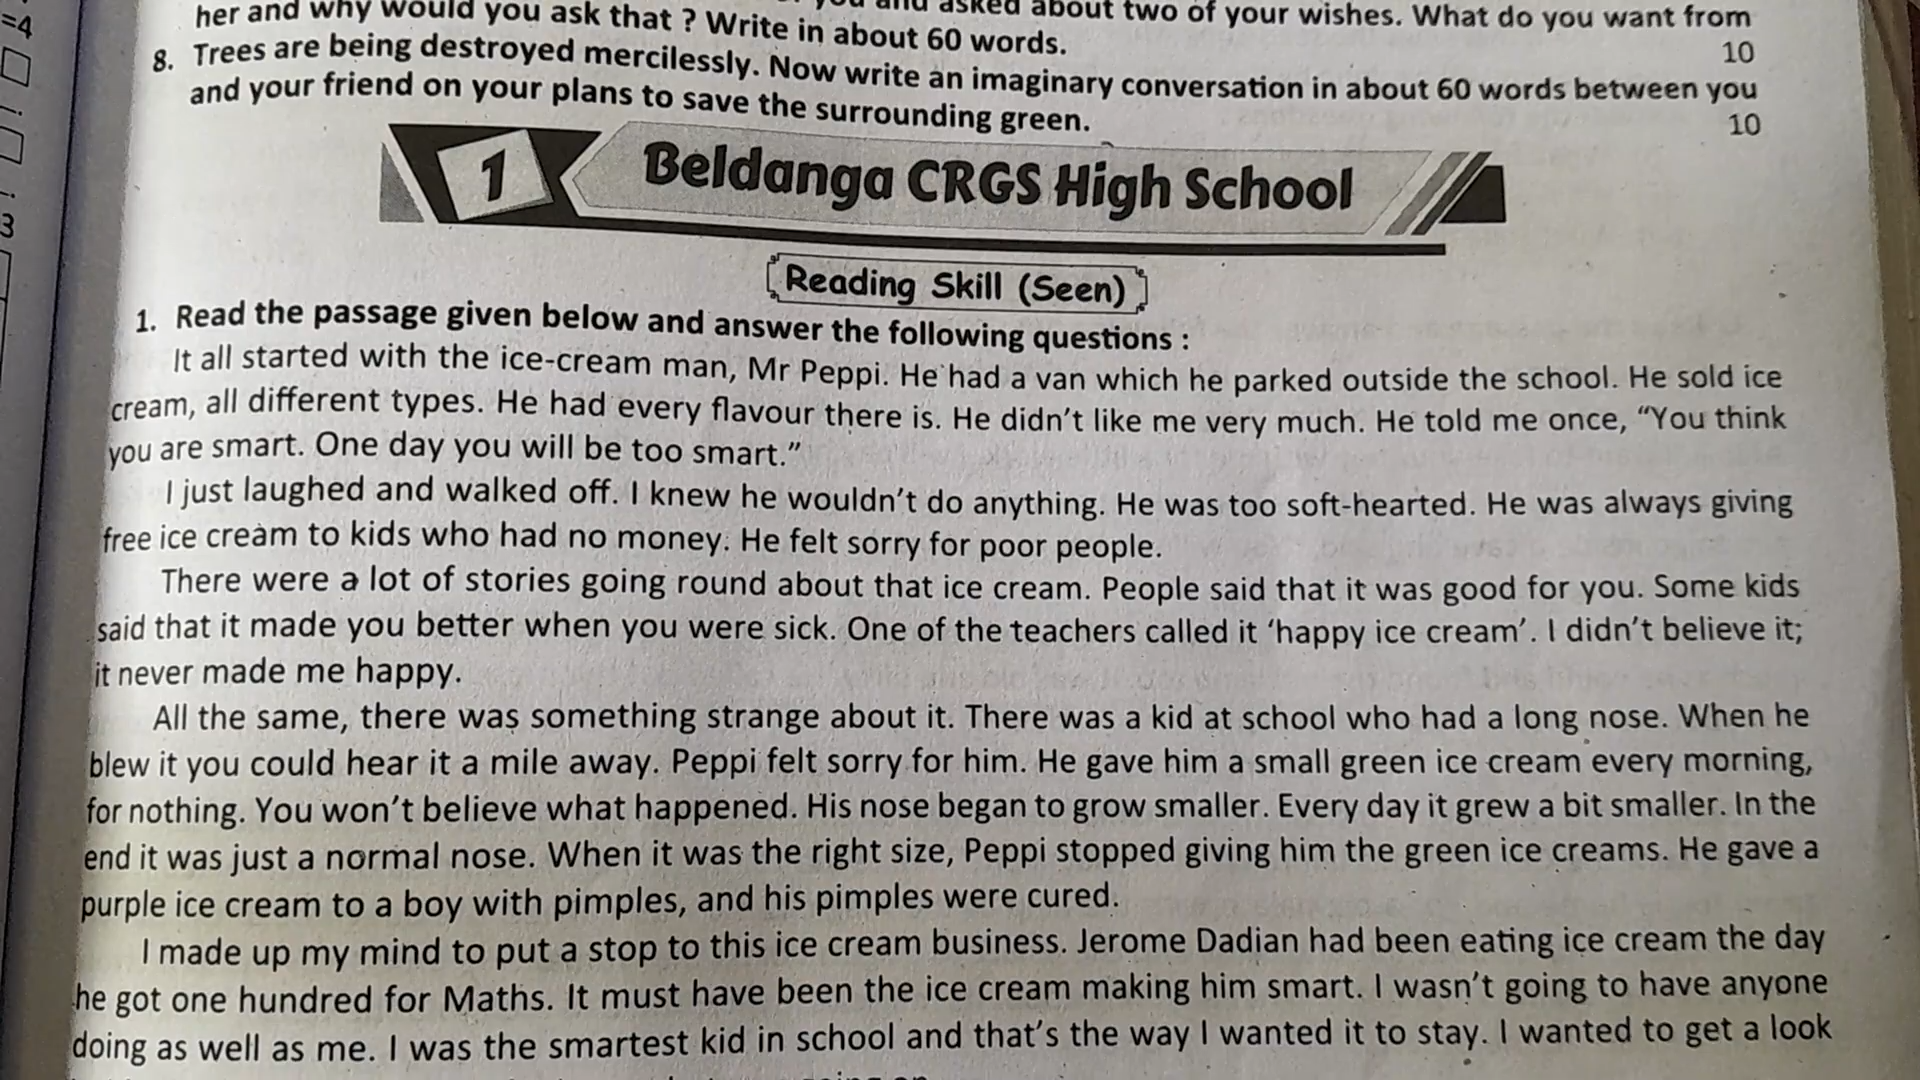 =4
her and why would you ask that ? Write in about 60 words.
asked about two of your wishes. What do you want from
10
8. Trees are being destroyed mercilessly. Now write an imaginary conversation in about 60 words between you
and your friend on your plans to save the surrounding green.
10
3
1 Beldanga CRGS High School
Reading Skill (Seen)
1. Read the passage given below and answer the following questions :
It all started with the ice-cream man, Mr Peppi. He had a van which he parked outside the school. He sold ice
cream, all different types. He had every flavour there is. He didn't like me very much. He told me once, “You think
you are smart. One day you will be too smart.”
I just laughed and walked off. I knew he wouldn't do anything. He was too soft-hearted. He was always giving
free ice cream to kids who had no money. He felt sorry for poor people.
There were a lot of stories going round about that ice cream. People said that it was good for you. Some kids
said that it made you better when you were sick. One of the teachers called it ‘happy ice cream’. I didn't believe it;
it never made me happy.
All the same, there was something strange about it. There was a kid at school who had a long nose. When he
blew it you could hear it a mile away. Peppi felt sorry for him. He gave him a small green ice cream every morning,
for nothing. You won't believe what happened. His nose began to grow smaller. Every day it grew a bit smaller. In the
end it was just a normal nose. When it was the right size, Peppi stopped giving him the green ice creams. He gave a
purple ice cream to a boy with pimples, and his pimples were cured.
I made up my mind to put a stop to this ice cream business. Jerome Dadian had been eating ice cream the day
he got one hundred for Maths. It must have been the ice cream making him smart. I wasn't going to have anyone
doing as well as me. I was the smartest kid in school and that's the way I wanted it to stay. I wanted to get a look